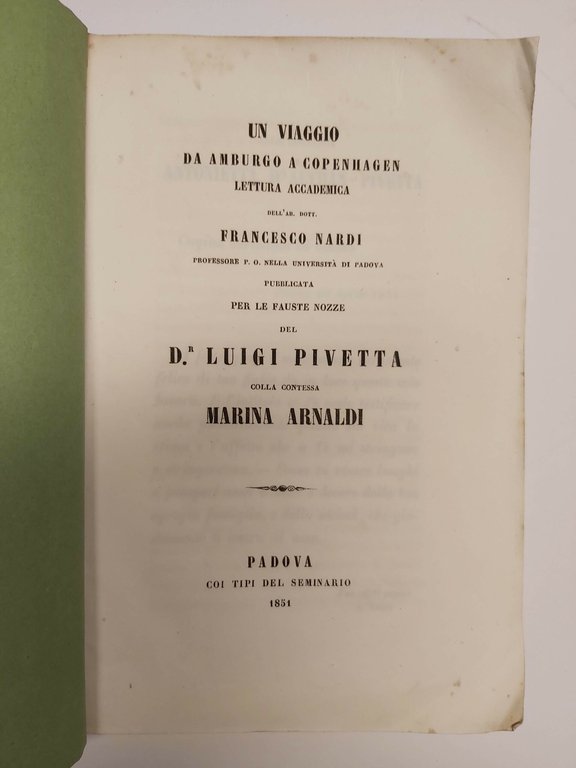 UN VIAGGIO
DA AMBURGO A COPENHAGEN
LETTURA ACCADEMICA
DELL'AB. DOTT.
FRANCESCO NARDI
PROFESSORE P. O. NELLA UNIVERSITÀ DI PADOVA
PUBBLICATA
PER LE FAUSTE NOZZE
DEL
D.R LUIGI PIVETTA
COLLA CONTESSA
MARINA ARNALDI
PADOVA
COI TIPI DEL SEMINARIO
1851